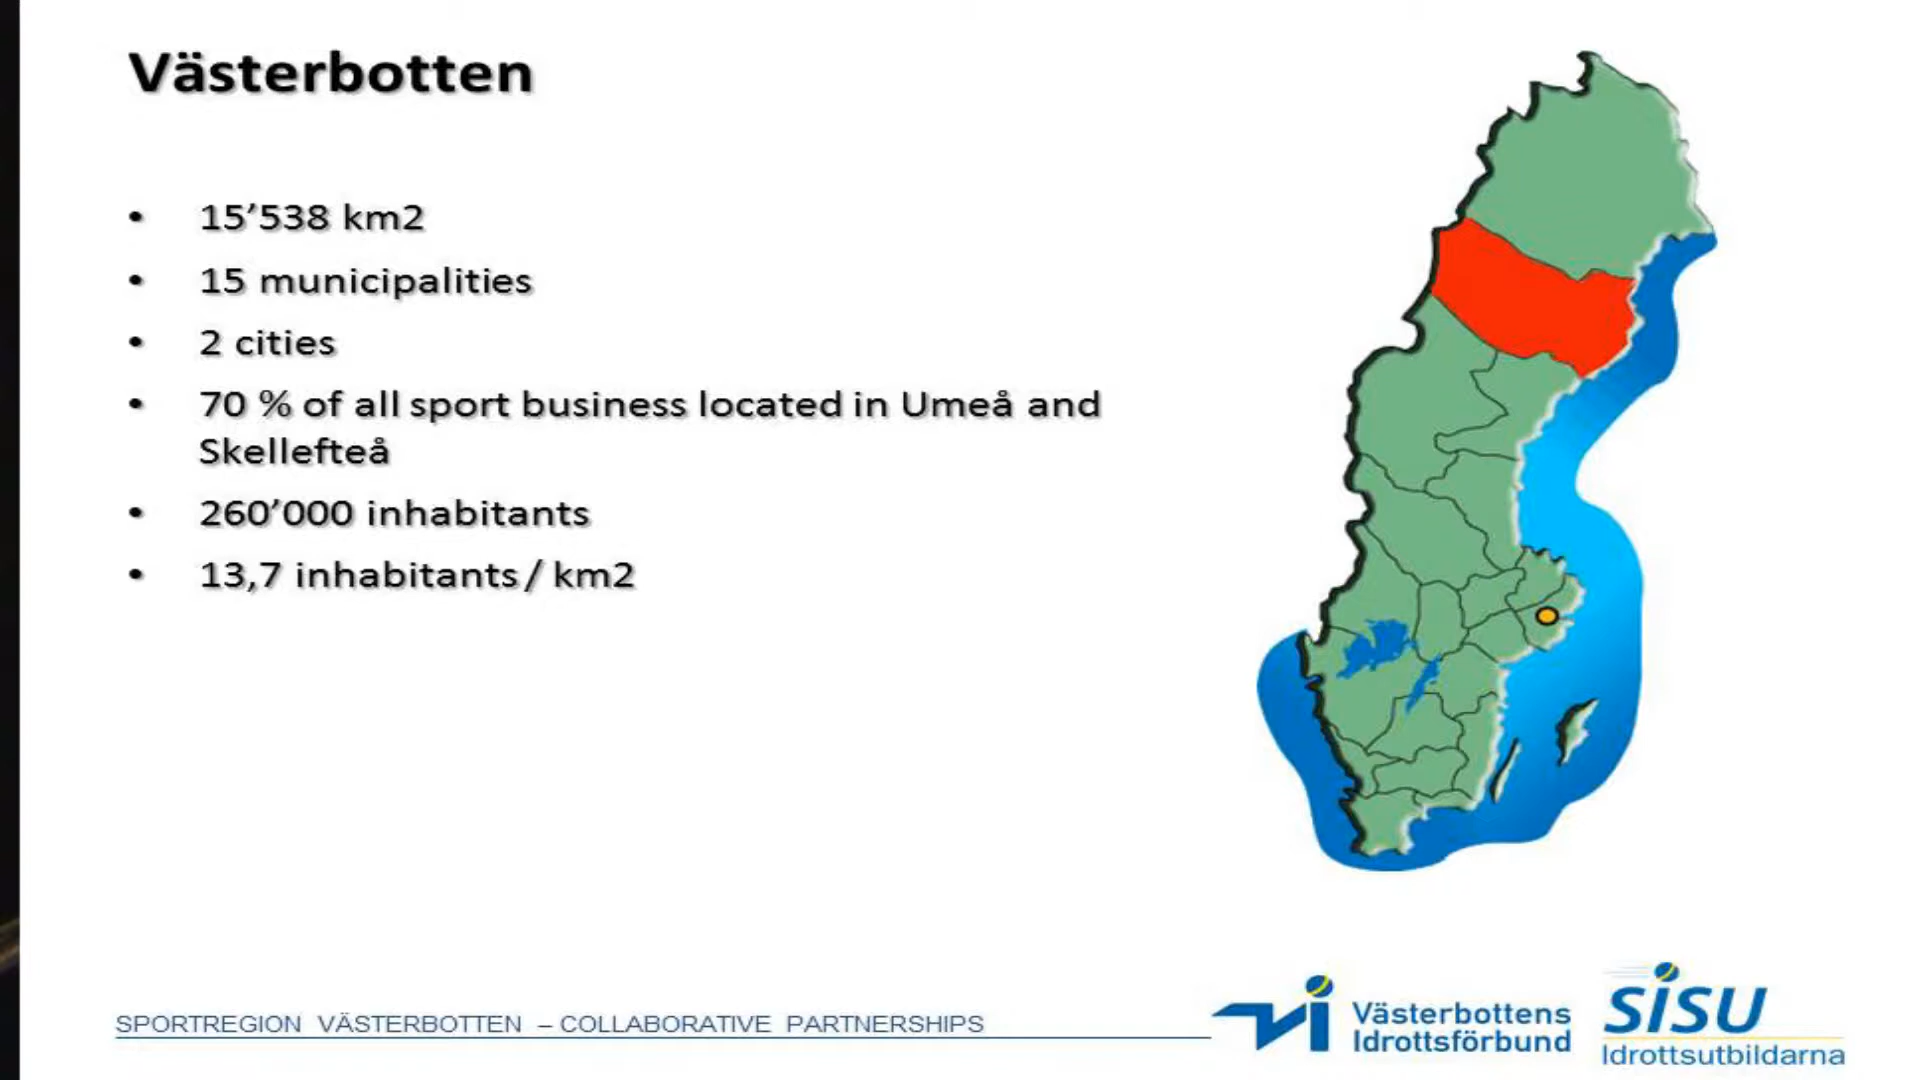 Västerbotten
• 15’538 km2
• 15 municipalities
• 2 cities
• 70 % of all sport business located in Umeå and
Skellefteå
• 260’000 inhabitants
• 13,7 inhabitants / km2
SPORTREGION VÄSTERBOTTEN – COLLABORATIVE PARTNERSHIPS
Västerbottens
Idrottsförbund
SISU
Idrottsutbildarna